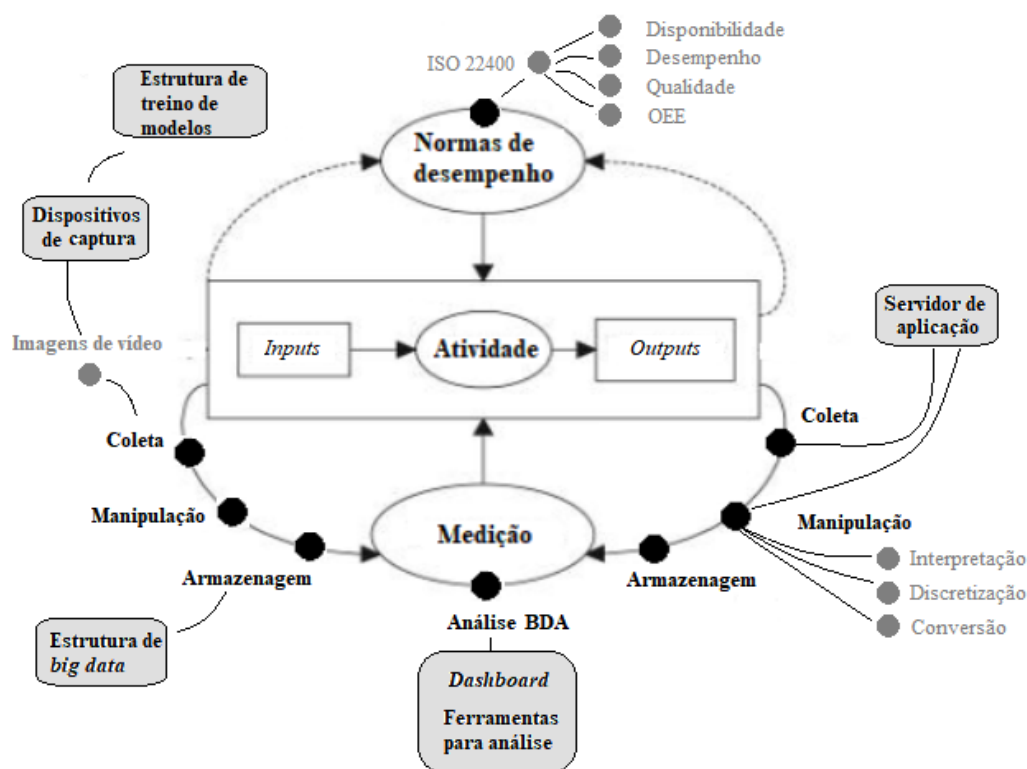 Disponibilidade
ISO 22400
Desempenho
Qualidade
OEE
Estrutura de
treino de
modelos
Normas de
desempenho
Dispositivos
de captura
Servidor de
aplicação
Imagens de vídeo
Inputs
Atividade
Outputs
Coleta
Coleta
Manipulação
Medição
Manipulação
Armazenagem
Armazenagem
Interpretação
Discretização
Conversão
Análise BDA
Estrutura de
big data
Dashboard
Ferramentas
para análise